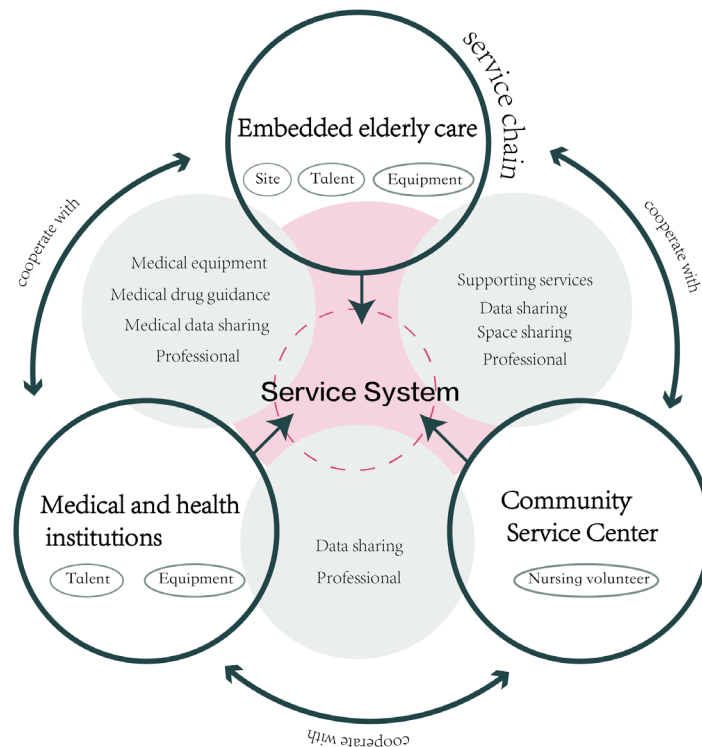 service chain
Embedded elderly care
Site Talent Equipment
cooperate with
cooperate with
Medical equipment
Medical drug guidance
Medical data sharing
Professional
Supporting services
Data sharing
Space sharing
Professional
Service System
Medical and health
institutions
Talent Equipment
Community
Service Center
Nursing volunteer
Data sharing
Professional
cooperate with